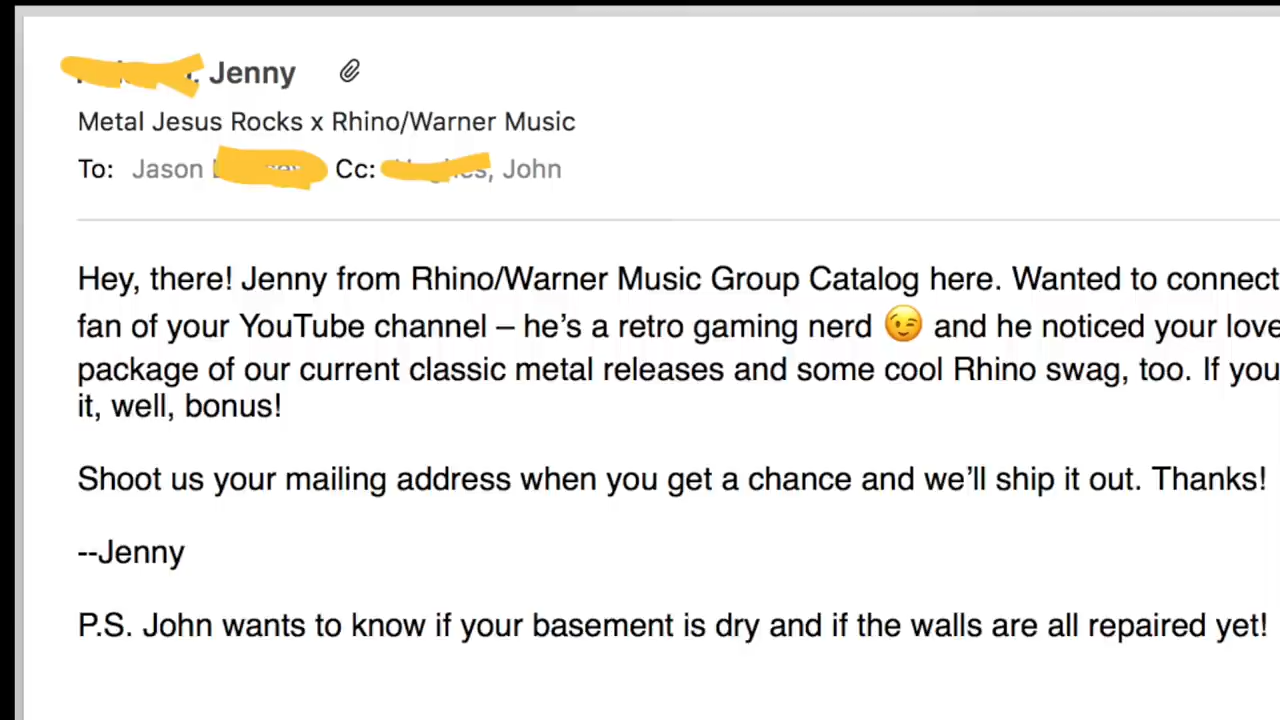 Jenny
Metal Jesus Rocks x Rhino/Warner Music
To: Jason Cc: John
Hey, there! Jenny from Rhino/Warner Music Group Catalog here. Wanted to connect
fan of your YouTube channel – he’s a retro gaming nerd 😉 and he noticed your love
package of our current classic metal releases and some cool Rhino swag, too. If you
it, well, bonus!
Shoot us your mailing address when you get a chance and we’ll ship it out. Thanks!
--Jenny
P.S. John wants to know if your basement is dry and if the walls are all repaired yet!